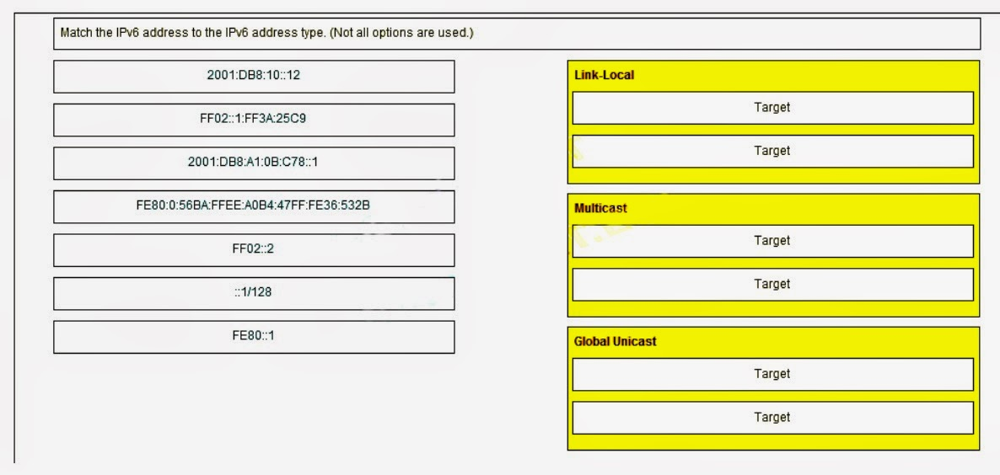 Match the IPv6 address to the IPv6 address type. (Not all options are used.)
2001:DB8:10::12
FF02::1:FF3A:25C9
2001:DB8:A1:0B:C78::1
FE80:0:56BA:FFEE:A0B4:47FF:FE36:532B
FF02::2
::1/128
FE80::1
Link-Local
Target
Target
Multicast
Target
Target
Global Unicast
Target
Target